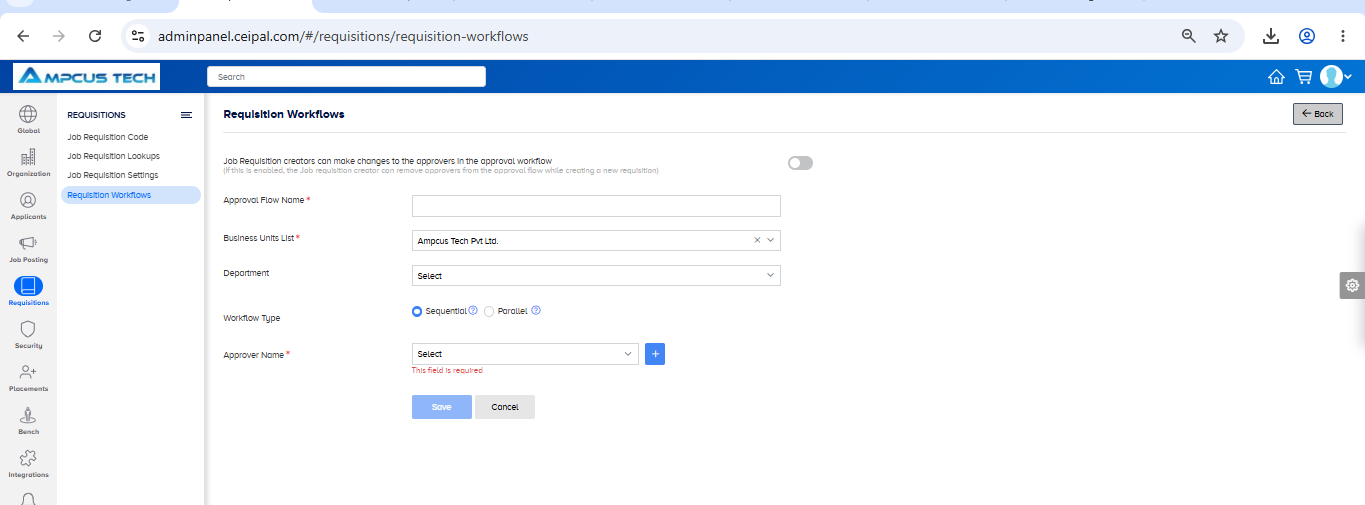 adminpanel.ceipal.com/#/requisitions/requisition-workflows
AMPCUS TECH
Search
Global
Organization
Applicants
Job Posting
Requisitions
Security
Placements
Bench
Integrations
REQUISITIONS
Job Requisition Code
Job Requisition Lookups
Job Requisition Settings
Requisition Workflows
Requisition Workflows
Back
Job Requisition creators can make changes to the approvers in the approval workflow
(If this is enabled, the Job requisition creator can remove approvers from the approval flow while creating a new requisition)
Approval Flow Name *
Business Units List *
Ampcus Tech Pvt Ltd.
Department
Select
Workflow Type
Sequential
Parallel
Approver Name *
Select
+
This field is required
Save
Cancel